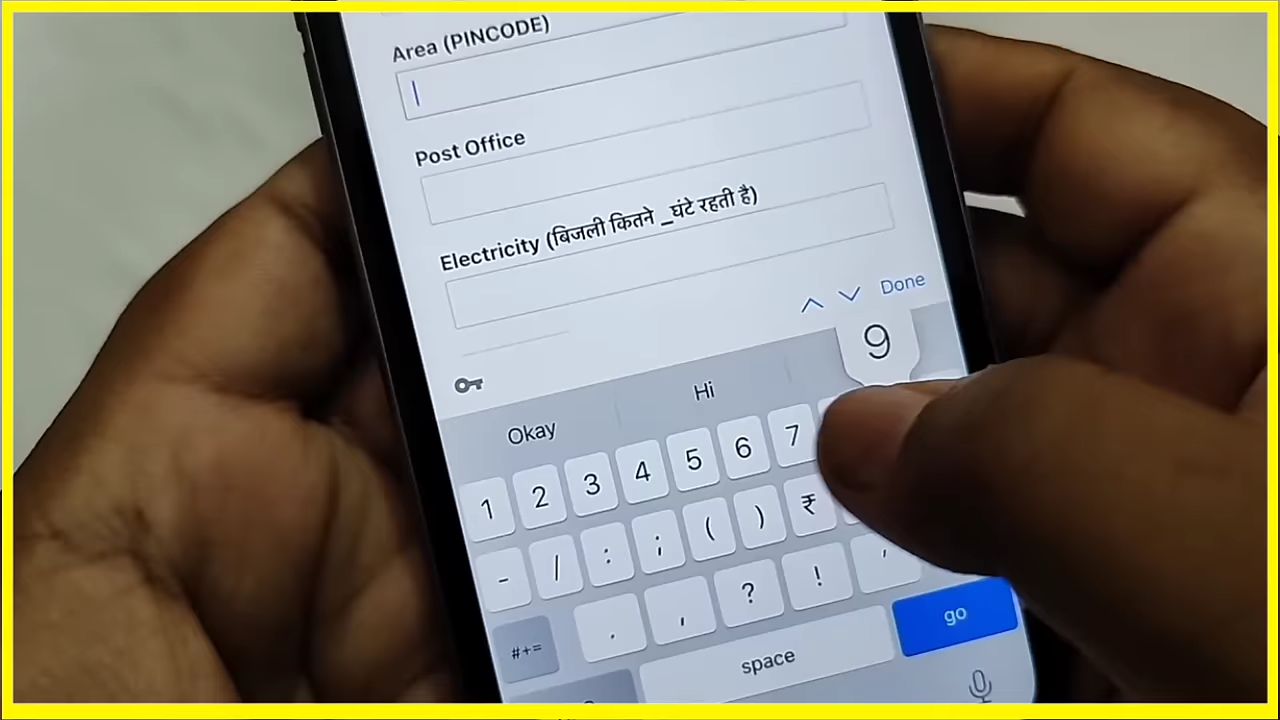 Area (PINCODE)
Post Office
Electricity (बिजली कितने _घंटे रहती है)
Done
9
Okay Hi
1 2 3 4 5 6 7
- / : ; ( ) ₹
#+= . , ? ! '
space go